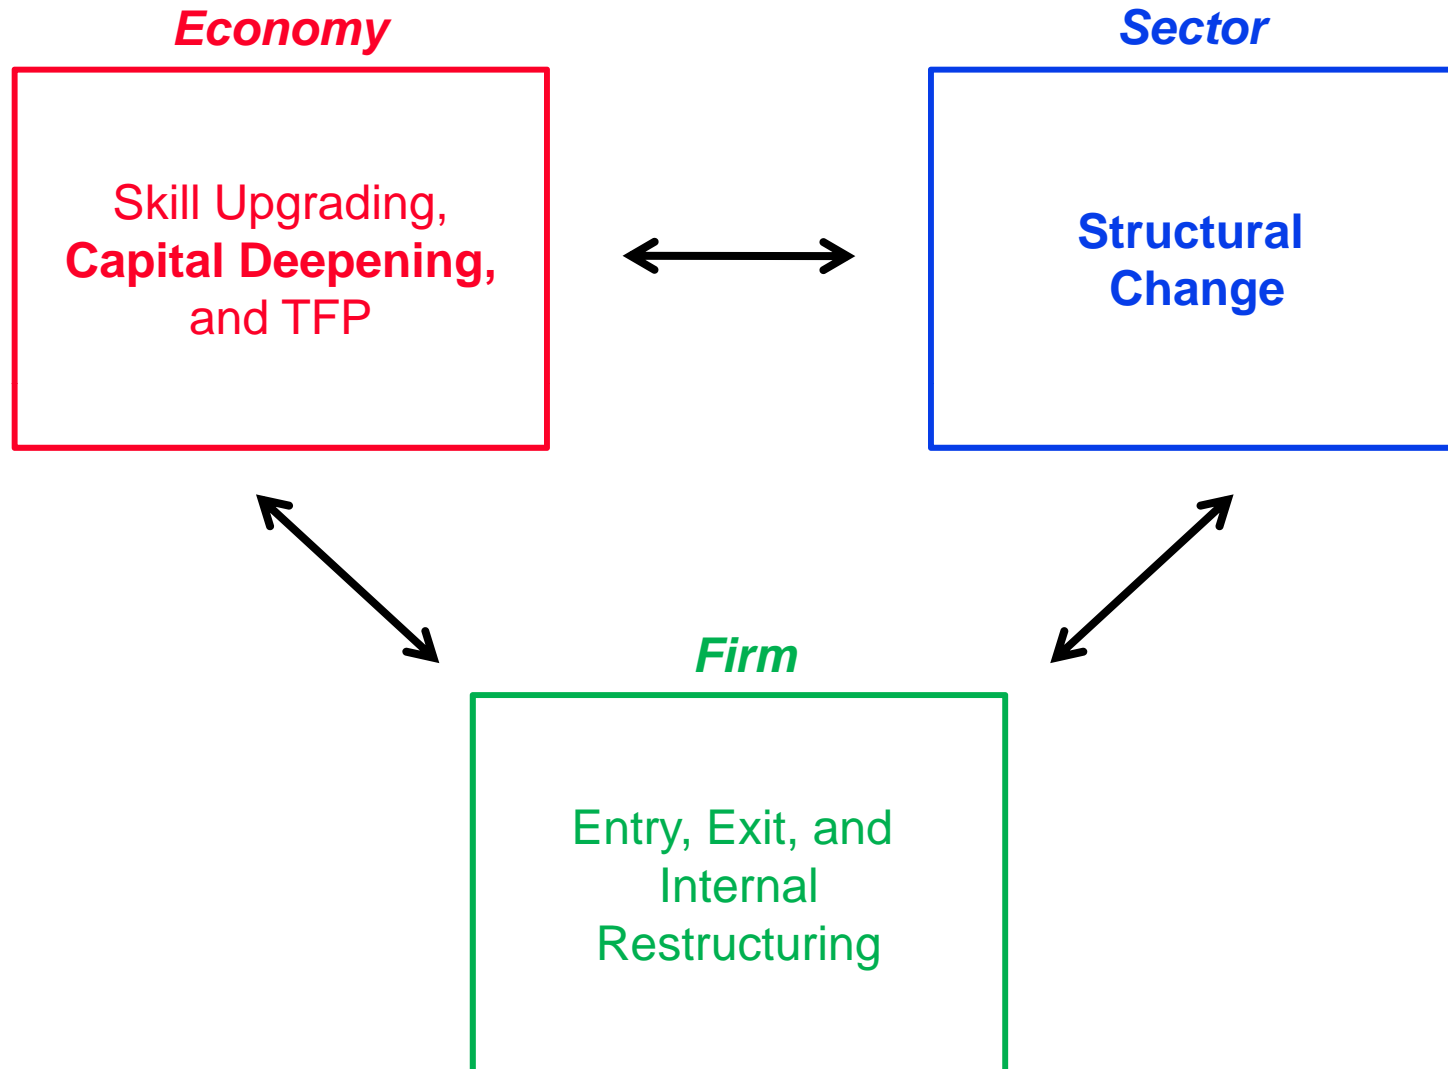 Economy
Skill Upgrading,
Capital Deepening,
and TFP
Sector
Structural
Change
Firm
Entry, Exit, and
Internal
Restructuring